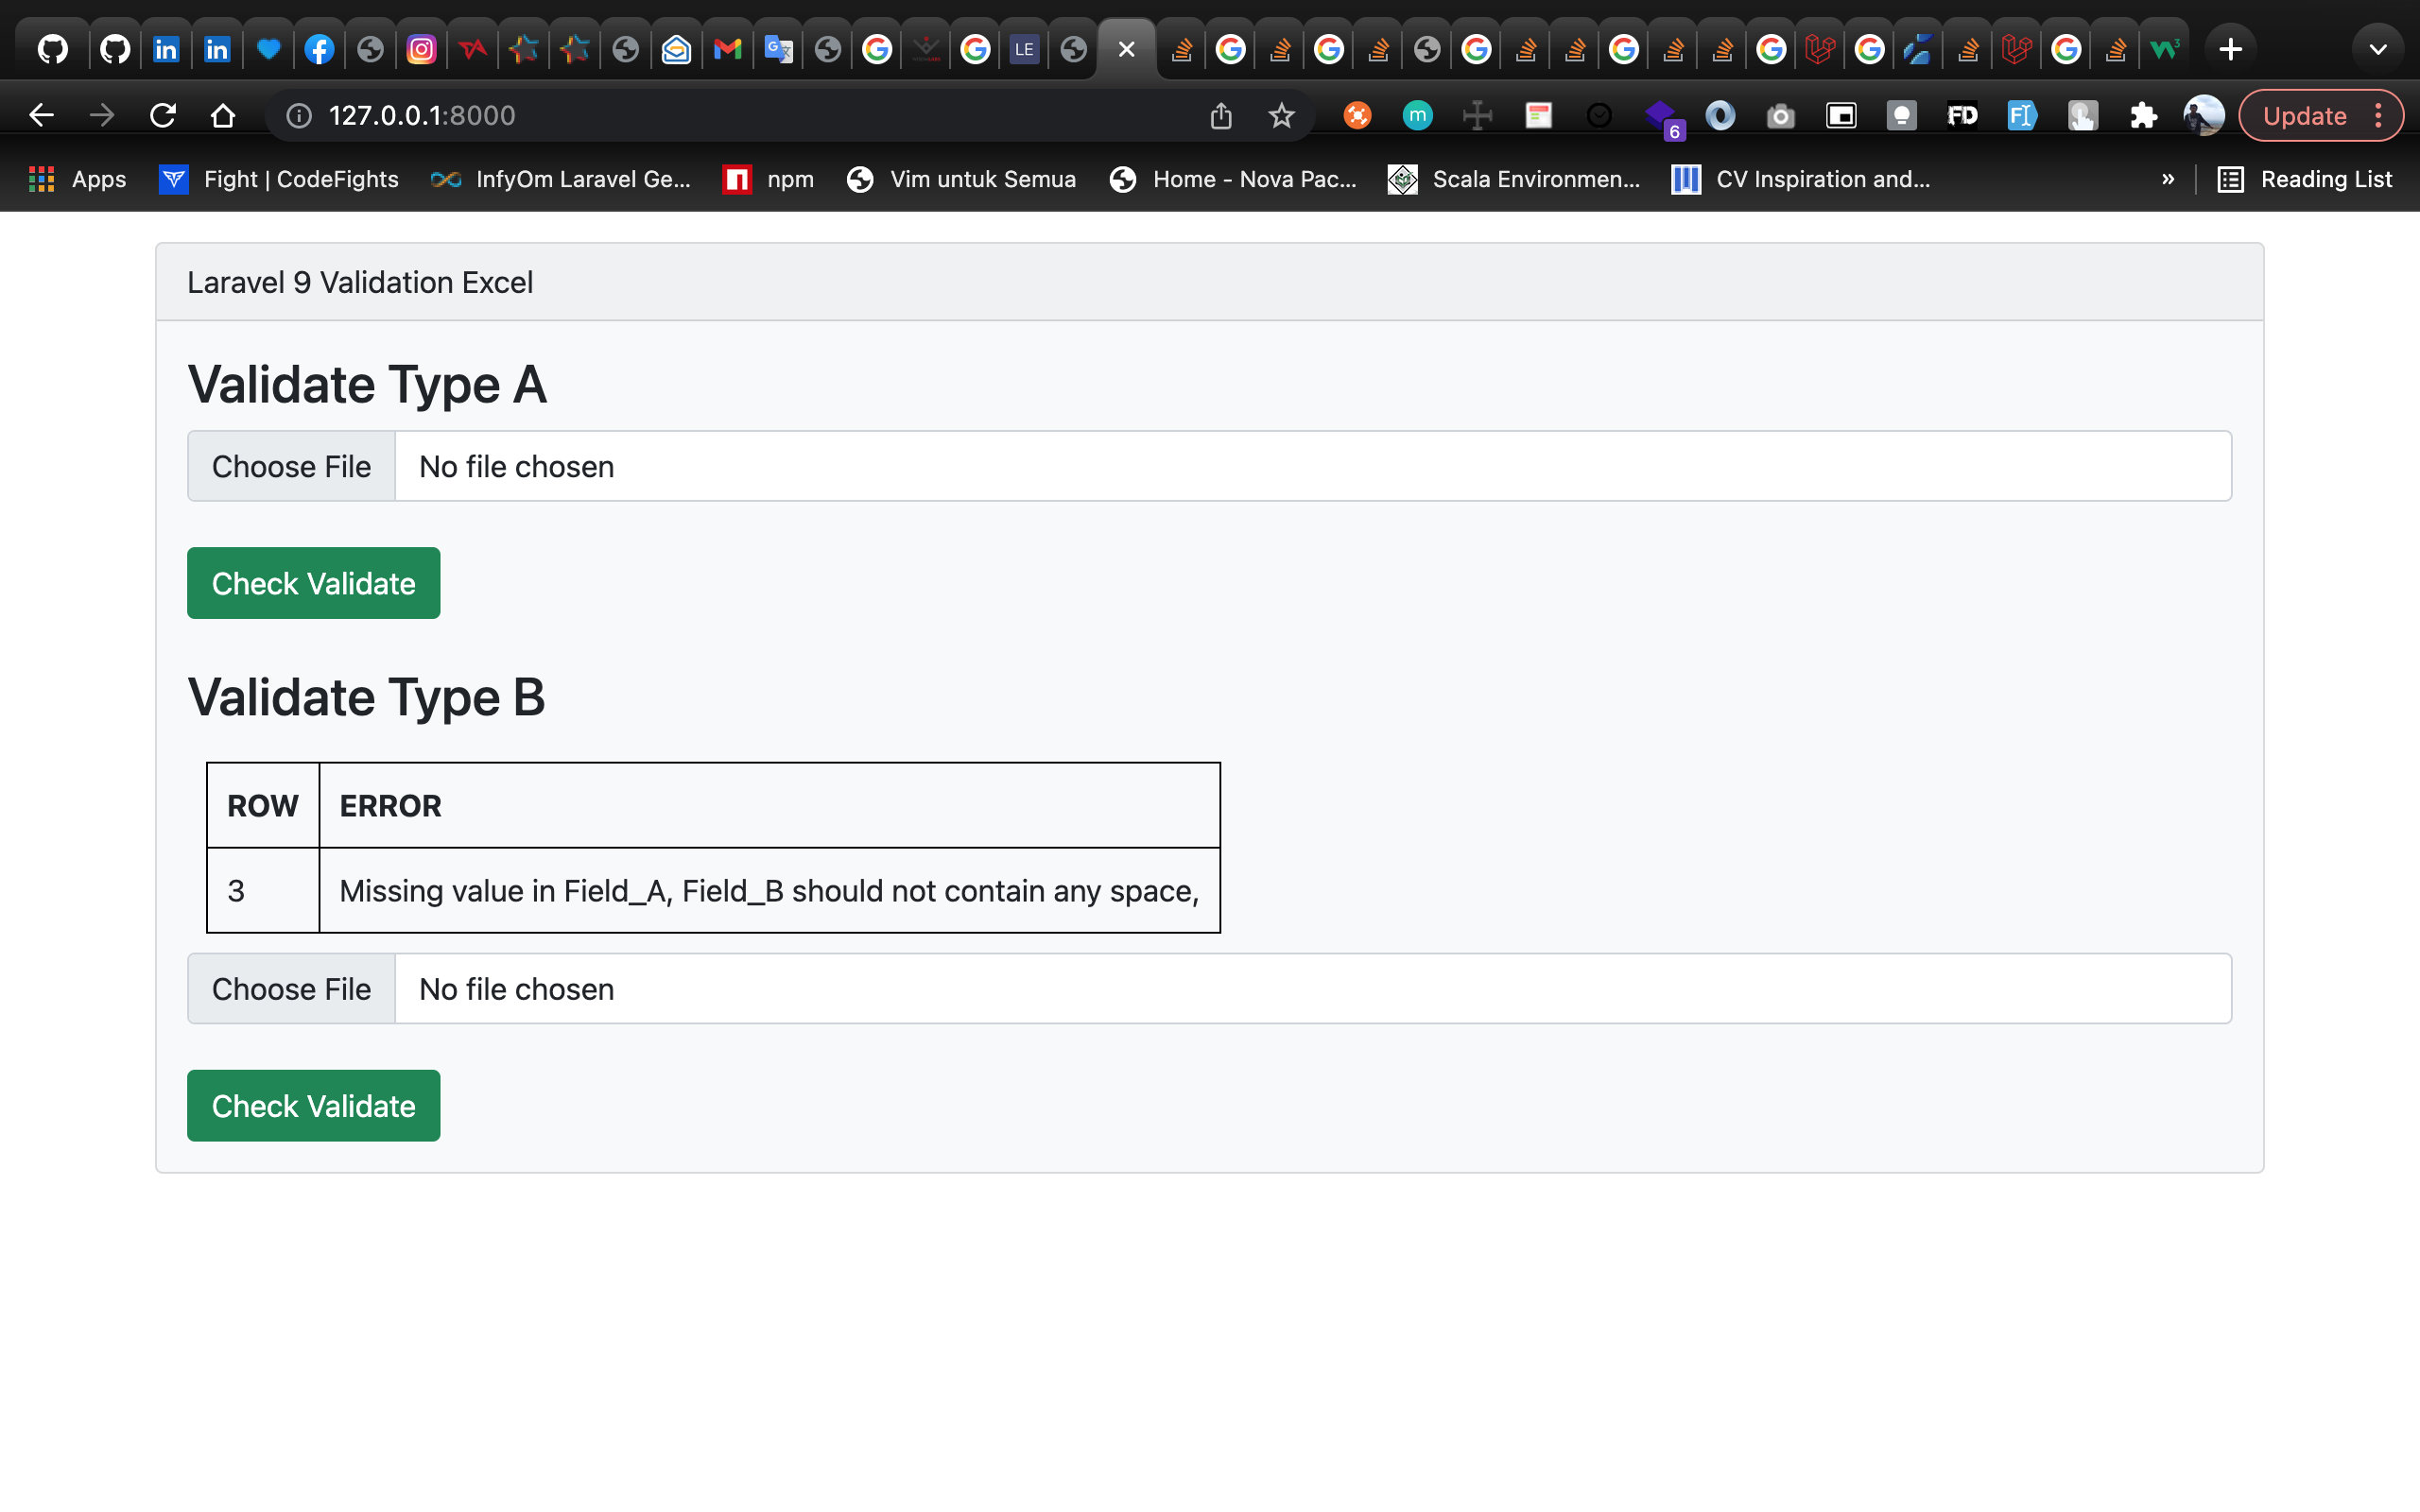 LE
127.0.0.1:8000
m
6
FD
Update
Apps
Fight | CodeFights
InfyOm Laravel Ge...
npm
Vim untuk Semua
Home - Nova Pac...
Scala Environmen...
CV Inspiration and...
»
Reading List
Laravel 9 Validation Excel
Validate Type A
Choose File No file chosen
Check Validate
Validate Type B
ROW ERROR
3 Missing value in Field_A, Field_B should not contain any space,
Choose File No file chosen
Check Validate